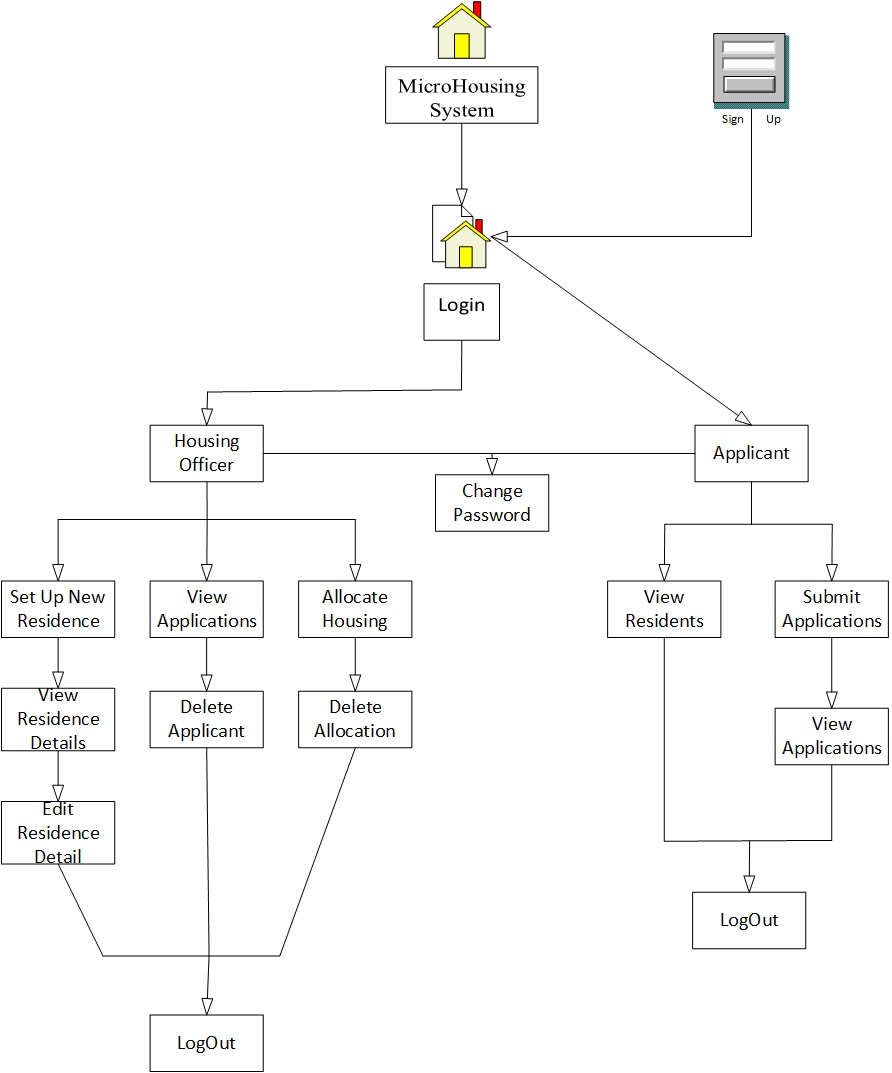 MicroHousing
System
Sign Up
Login
Housing
Officer
Applicant
Change
Password
Set Up New
Residence
View
Applications
Allocate
Housing
View
Residents
Submit
Applications
View
Residence
Details
Delete
Applicant
Delete
Allocation
View
Applications
Edit
Residence
Detail
LogOut
LogOut